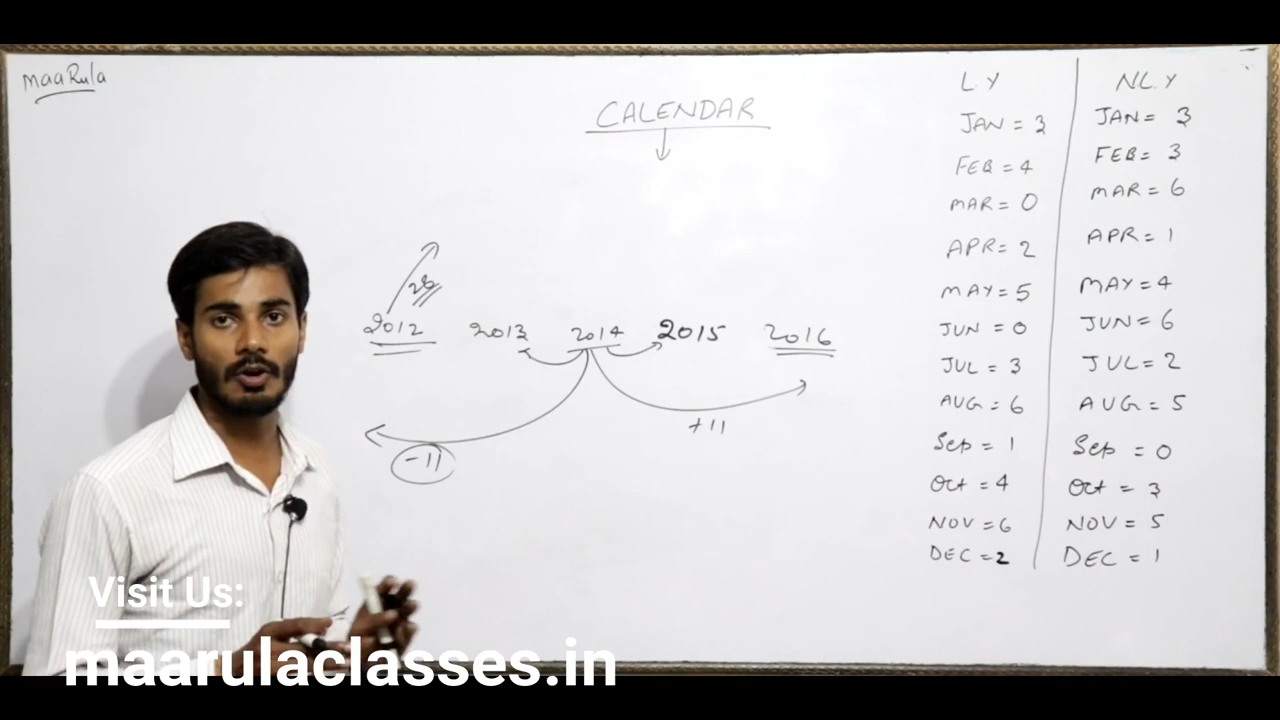 maaRula
CALENDAR
28
2012 2013 2014 2015 2016
-11
+11
L.Y
JAN = 3
FEB = 4
MAR = 0
APR = 2
MAY = 5
JUN = 0
JUL = 3
AUG = 6
Sep = 1
Oct = 4
NOV = 6
DEC = 2
NL.Y
JAN = 3
FEB = 3
MAR = 6
APR = 1
MAY = 4
JUN = 6
JUL = 2
AUG = 5
Sep = 0
Oct = 3
NOV = 5
DEC = 1
Visit Us:
maarulaclasses.in